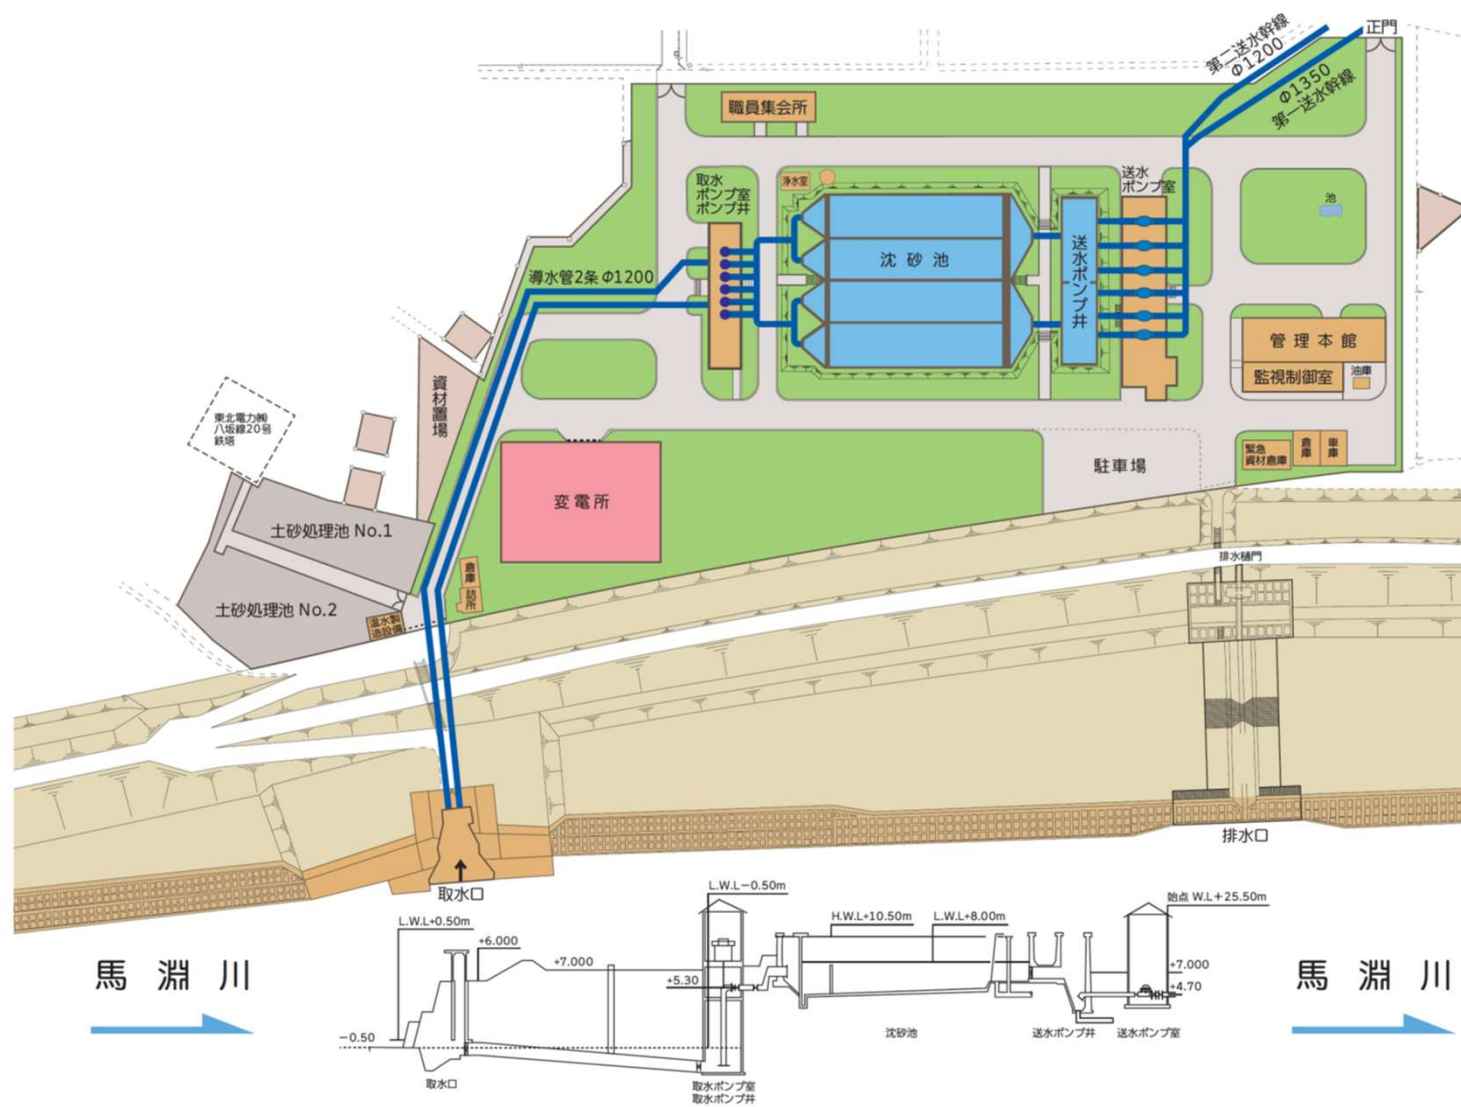 正門
第二送水幹線
Φ1200
Φ1350
第一送水幹線
職員集会所
取水
ポンプ室
ポンプ井
浄水室
送水
ポンプ室
池
沈砂池
送水ポンプ井
導水管2条 Φ1200
管理本館
監視制御室
油庫
資材置場
東北電力㈱
八坂線20号
鉄塔
緊急
資材倉庫
倉庫
車庫
駐車場
変電所
土砂処理池 No.1
土砂処理池 No.2
倉庫
詰所
温水製
造設備
排水樋門
排水口
取水口
馬淵川
馬淵川
L.W.L+0.50m
+6.000
+7.000
-0.50
取水口
L.W.L-0.50m
+5.30
取水ポンプ室
取水ポンプ井
H.W.L+10.50m
L.W.L+8.00m
沈砂池
送水ポンプ井
始点 W.L+25.50m
+7.000
+4.70
送水ポンプ室